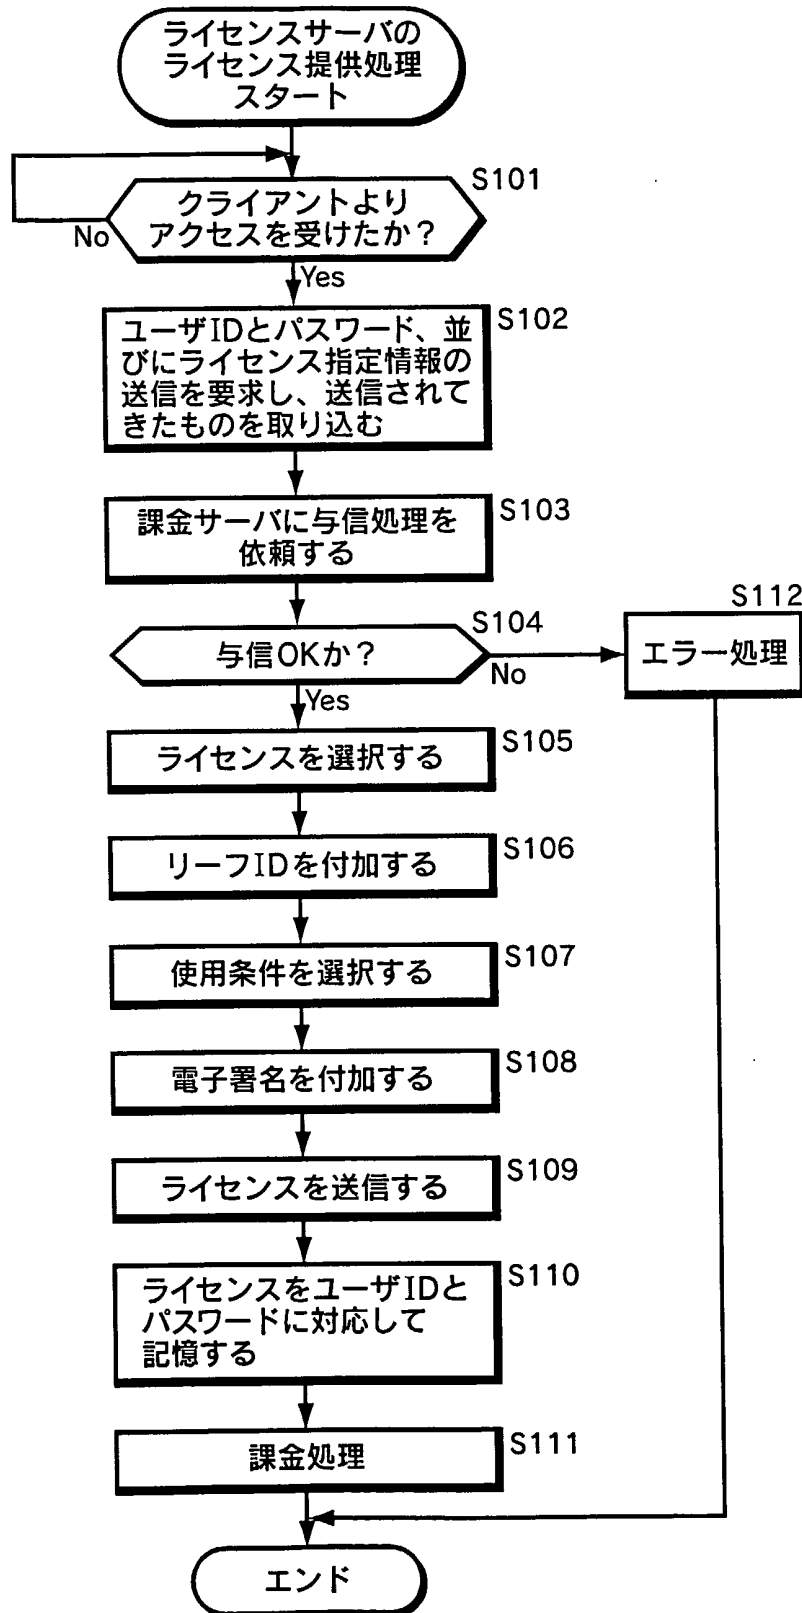 ライセンスサーバの
ライセンス提供処理
スタート
S101
クライアントより
アクセスを受けたか？
No
Yes
S102
ユーザIDとパスワード、並
びにライセンス指定情報の
送信を要求し、送信されて
きたものを取り込む
S103
課金サーバに与信処理を
依頼する
S104
与信OKか？
No
Yes
S112
エラー処理
S105
ライセンスを選択する
S106
リーフIDを付加する
S107
使用条件を選択する
S108
電子署名を付加する
S109
ライセンスを送信する
S110
ライセンスをユーザIDと
パスワードに対応して
記憶する
S111
課金処理
エンド